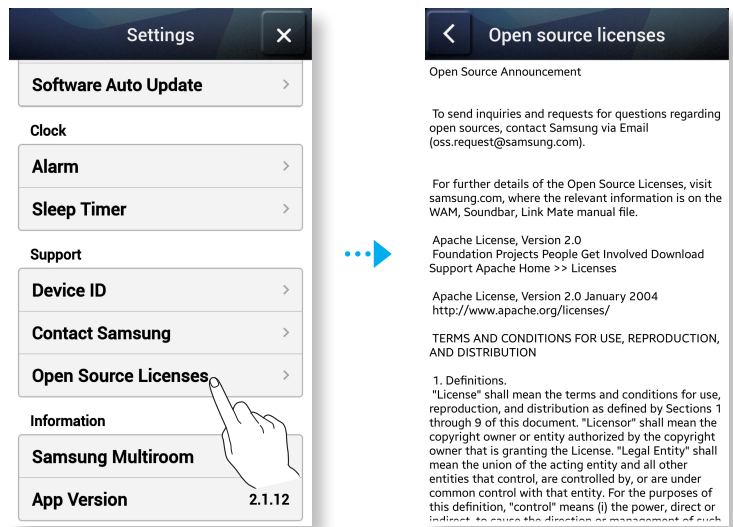 Settings
Software Auto Update
Clock
Alarm
Sleep Timer
Support
Device ID
Contact Samsung
Open Source Licenses
Information
Samsung Multiroom
App Version 2.1.12
Open source licenses
Open Source Announcement
To send inquiries and requests for questions regarding
open sources, contact Samsung via Email
(oss.request@samsung.com).
For further details of the Open Source Licenses, visit
samsung.com, where the relevant information is on the
WAM, Soundbar, Link Mate manual file.
Apache License, Version 2.0
Foundation Projects People Get Involved Download
Support Apache Home >> Licenses
Apache License, Version 2.0 January 2004
http://www.apache.org/licenses/
TERMS AND CONDITIONS FOR USE, REPRODUCTION,
AND DISTRIBUTION
1. Definitions.
"License" shall mean the terms and conditions for use,
reproduction, and distribution as defined by Sections 1
through 9 of this document. "Licensor" shall mean the
copyright owner or entity authorized by the copyright
owner that is granting the License. "Legal Entity" shall
mean the union of the acting entity and all other
entities that control, are controlled by, or are under
common control with that entity. For the purposes of
this definition, "control" means (i) the power, direct or
indirect, to cause the direction or management of such